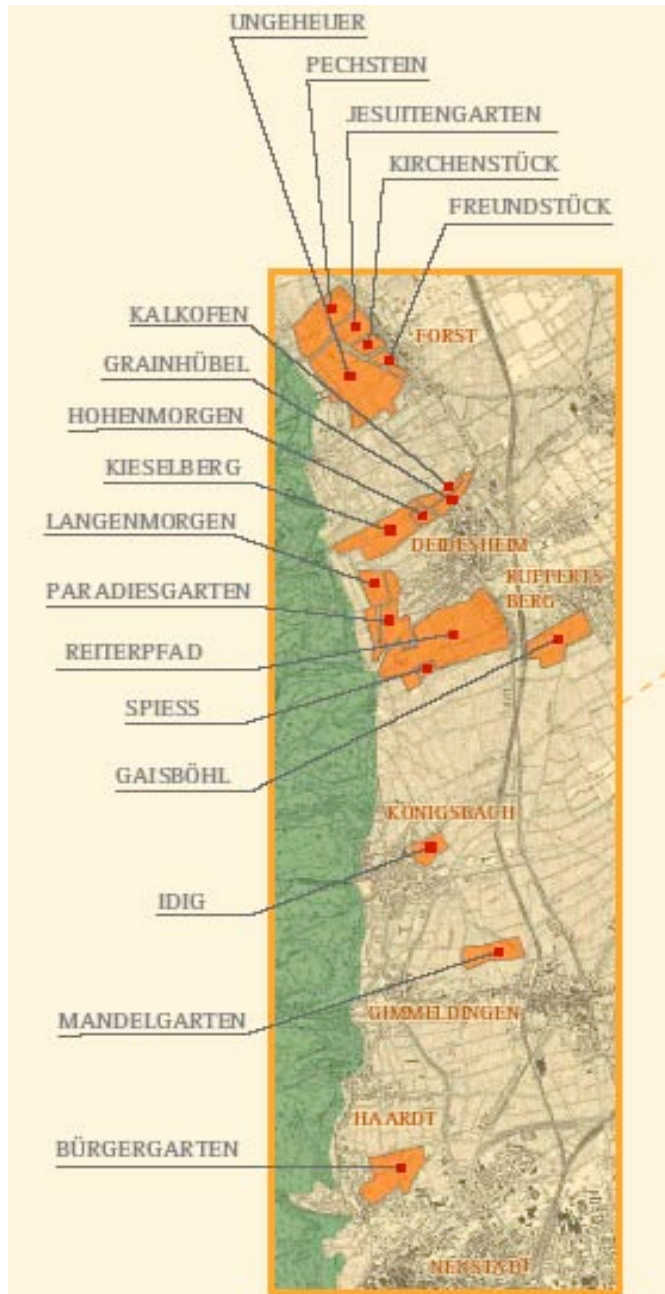 UNGEHEUER
PECHSTEIN
JESUITENGARTEN
KIRCHENSTÜCK
FREUNDSTÜCK
KALKOFEN
FORST
GRAINHÜBEL
HOHENMORGEN
KIESELBERG
LANGENMORGEN
DEIDESHEIM
RUPPERTS
BERG
PARADIESGARTEN
REITERPFAD
SPIESS
GAISBÖHL
KÖNIGSBACH
IDIG
MANDELGARTEN
GIMMELDINGEN
HAARDT
BÜRGERGARTEN
NEUSTADT